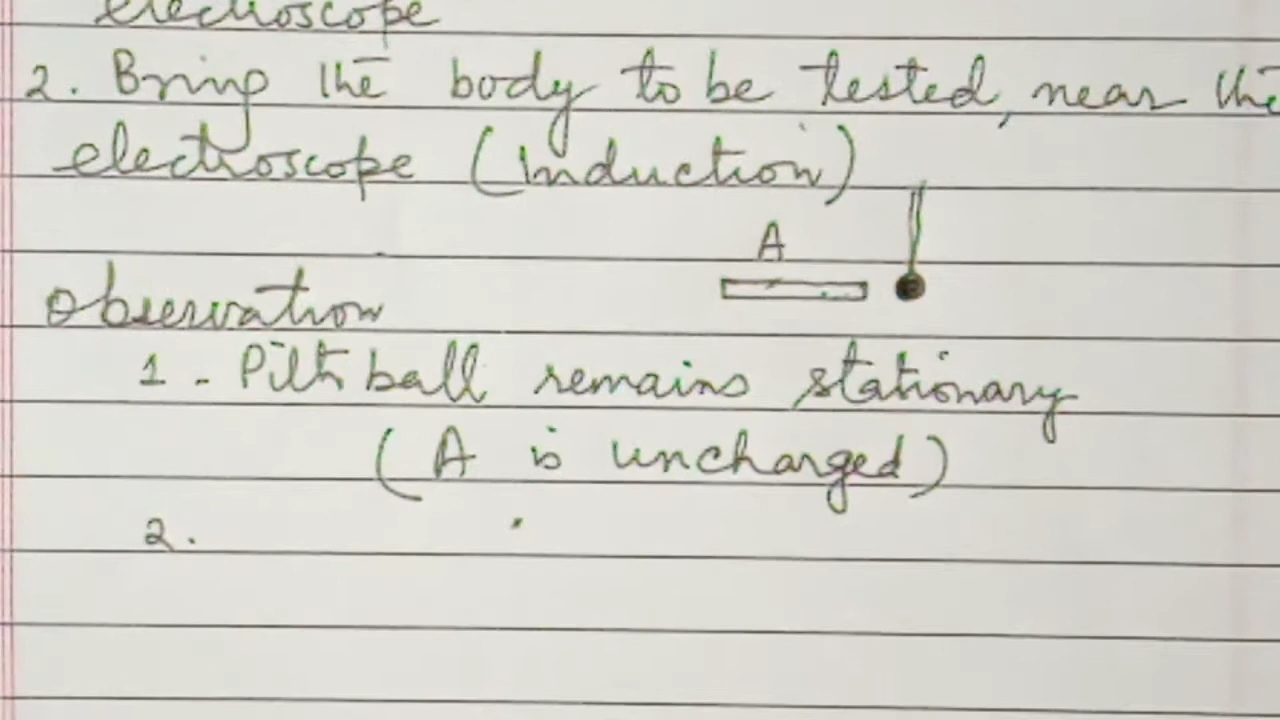 electroscope
2. Bring the body to be tested, near the
electroscope (Induction)
A
Observation
1 - Pith ball remains stationary
(A is uncharged)
2.